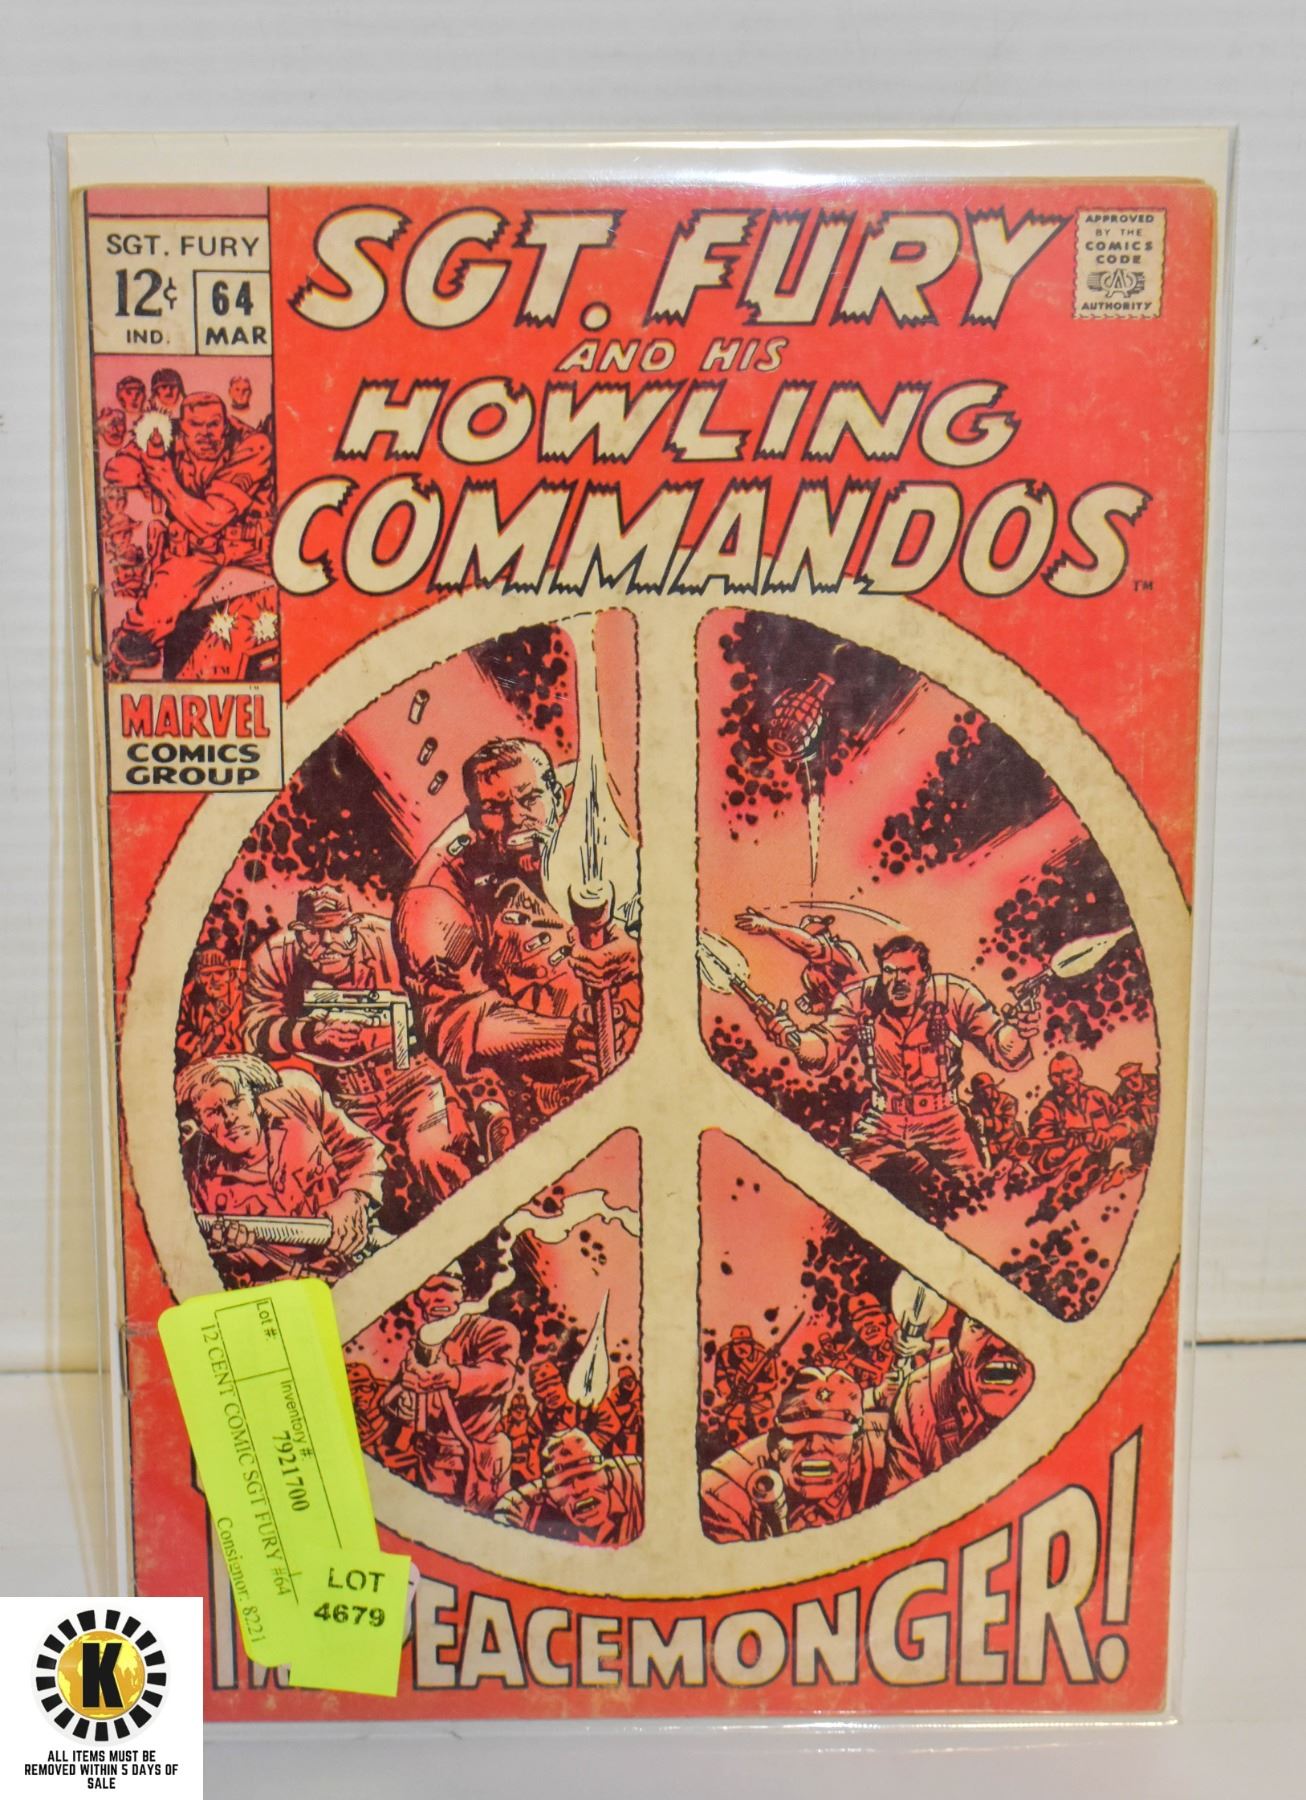 SGT. FURY
12¢
IND.
64
MAR
SGT. FURY
AND HIS
HOWLING
COMMANDOS
TM
APPROVED
BY THE
COMICS
CODE
AUTHORITY
TM
MARVEL
COMICS
GROUP
Lot #:
Inventory #:
7921700
12 CENT COMIC SGT FURY #64
Consignor: 8221
LOT
4679
PEACEMONGER!
K
ALL ITEMS MUST BE
REMOVED WITHIN 5 DAYS OF
SALE